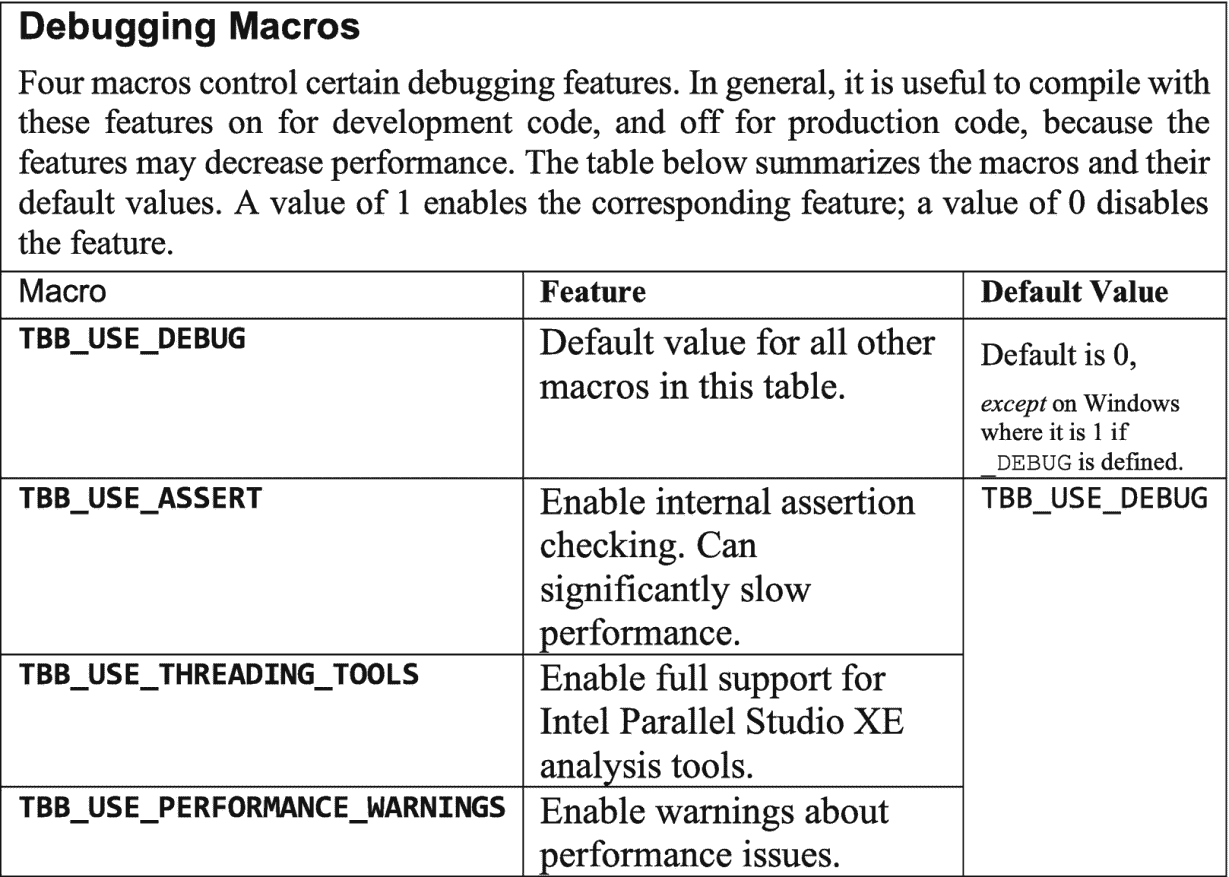 Debugging Macros
Four macros control certain debugging features. In general, it is useful to compile with
these features on for development code, and off for production code, because the
features may decrease performance. The table below summarizes the macros and their
default values. A value of 1 enables the corresponding feature; a value of 0 disables
the feature.
Macro
Feature
Default Value
TBB_USE_DEBUG
Default value for all other
macros in this table.
Default is 0,
except on Windows
where it is 1 if
_DEBUG is defined.
TBB_USE_ASSERT
Enable internal assertion
checking. Can
significantly slow
performance.
TBB_USE_DEBUG
TBB_USE_THREADING_TOOLS
Enable full support for
Intel Parallel Studio XE
analysis tools.
TBB_USE_PERFORMANCE_WARNINGS
Enable warnings about
performance issues.